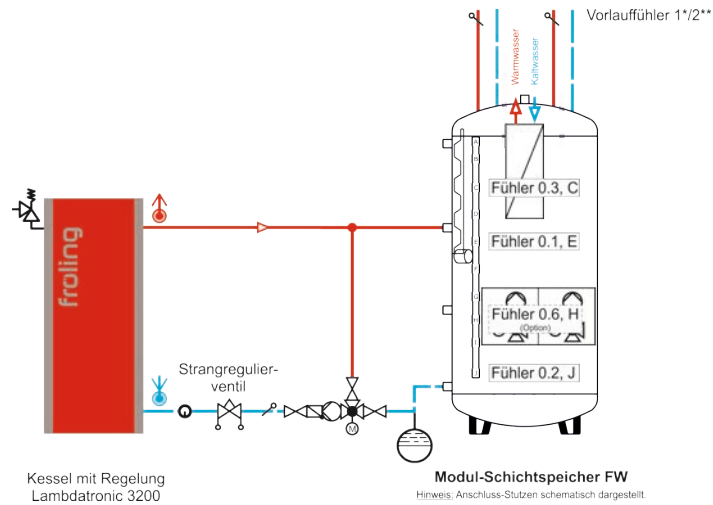 Vorlauffühler 1*/2**
Warmwasser
Kaltwasser
Fühler 0.3, C
Fühler 0.1, E
Fühler 0.6, H
(Option)
Fühler 0.2, J
froling
Strangregulier-
ventil
M
Kessel mit Regelung
Lambdatronic 3200
Modul-Schichtspeicher FW
Hinweis: Anschluss-Stutzen schematisch dargestellt.